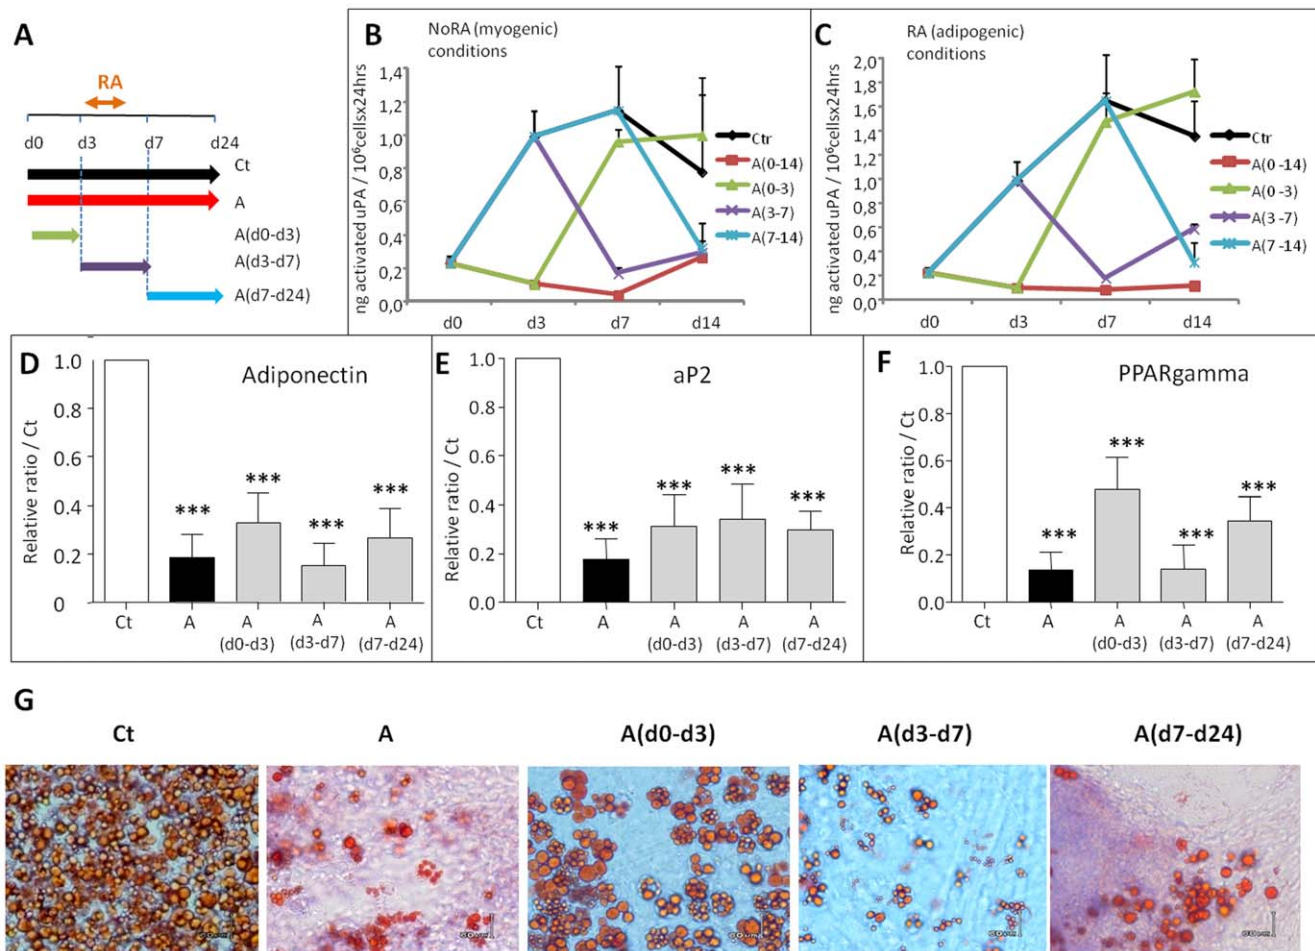 A
RA
d0 d3 d7 d24
Ct
A
A(d0-d3)
A(d3-d7)
A(d7-d24)
B
NoRA (myogenic)
conditions
ng activated uPA / 10⁶cellsx24hrs
1,4
1,2
1,0
0,8
0,6
0,4
0,2
0,0
d0 d3 d7 d14
Ctr
A(0-14)
A(0-3)
A(3-7)
A(7-14)
C
RA (adipogenic)
conditions
ng activated uPA / 10⁶cellsx24hrs
2,0
1,8
1,6
1,4
1,2
1,0
0,8
0,6
0,4
0,2
0,0
d0 d3 d7 d14
Ctr
A(0-14)
A(0-3)
A(3-7)
A(7-14)
D
Adiponectin
Relative ratio / Ct
1.0
0.8
0.6
0.4
0.2
0
*** *** *** ***
Ct A A A A
(d0-d3) (d3-d7) (d7-d24)
E
aP2
Relative ratio / Ct
1.0
0.8
0.6
0.4
0.2
0.0
*** *** *** ***
Ct A A A A
(d0-d3) (d3-d7) (d7-d24)
F
PPARgamma
Relative ratio / Ct
1.0
0.8
0.6
0.4
0.2
0.0
*** *** *** ***
Ct A A A A
(d0-d3) (d3-d7) (d7-d24)
G
Ct A A(d0-d3) A(d3-d7) A(d7-d24)